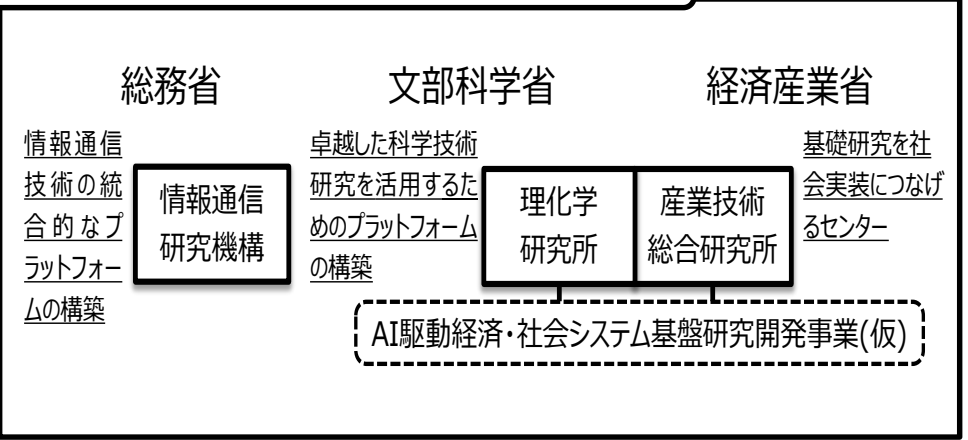 総務省
文部科学省
経済産業省
情報通信
技術の統
合的なプ
ラットフォー
ムの構築
情報通信
研究機構
卓越した科学技術
研究を活用するた
めのプラットフォーム
の構築
理化学
研究所
産業技術
総合研究所
基礎研究を社
会実装につなげ
るセンター
AI駆動経済・社会システム基盤研究開発事業(仮)